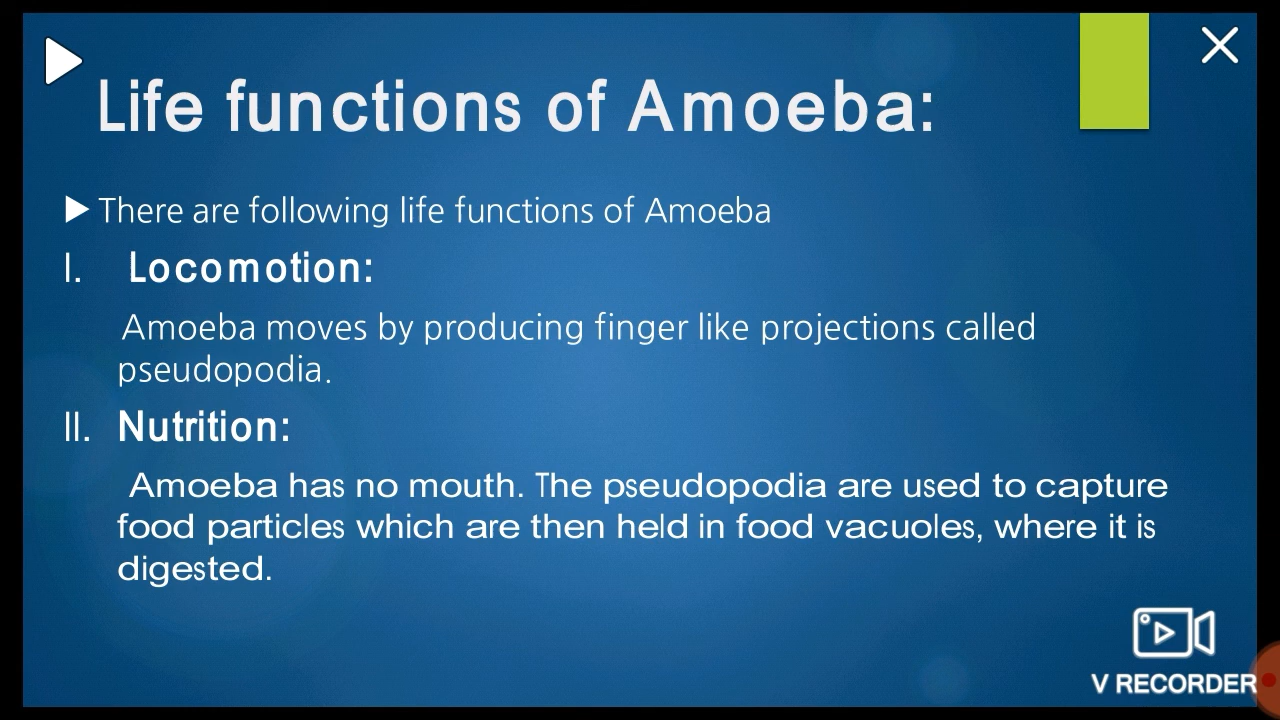 Life functions of Amoeba:
There are following life functions of Amoeba
I. Locomotion:
Amoeba moves by producing finger like projections called
pseudopodia.
II. Nutrition:
Amoeba has no mouth. The pseudopodia are used to capture
food particles which are then held in food vacuoles, where it is
digested.
V RECORDER